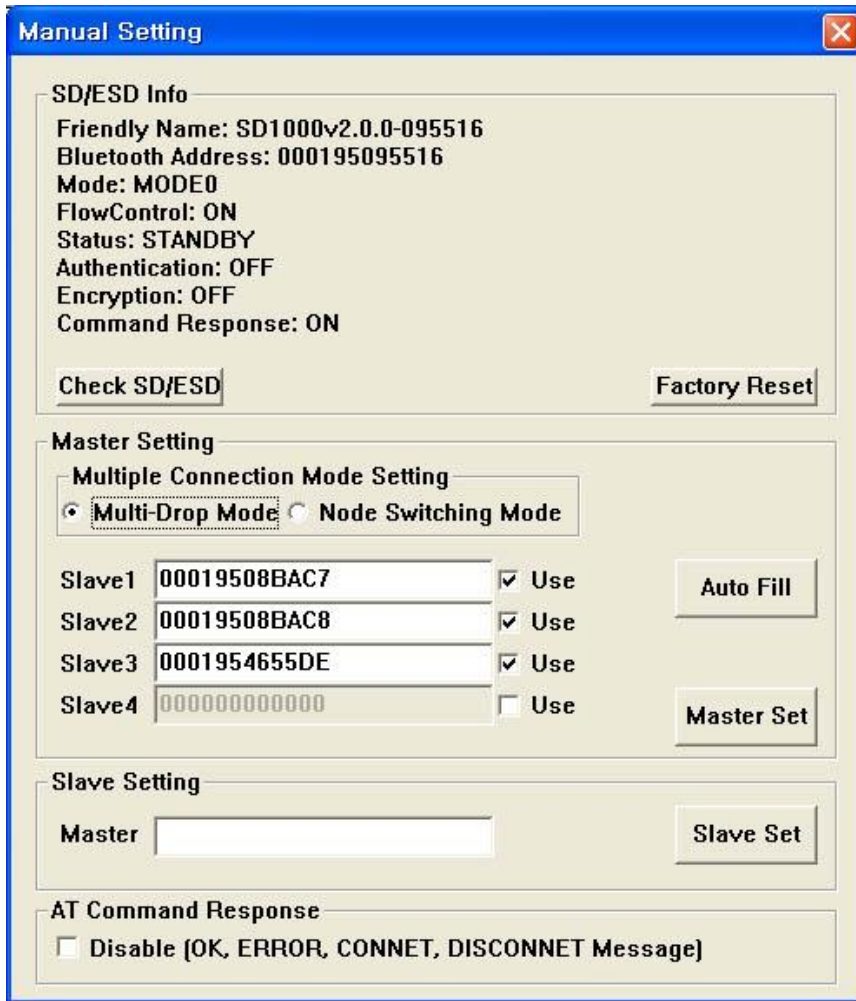 Manual Setting
SD/ESD Info
Friendly Name: SD1000v2.0.0-095516
Bluetooth Address: 000195095516
Mode: MODE0
FlowControl: ON
Status: STANDBY
Authentication: OFF
Encryption: OFF
Command Response: ON
Check SD/ESD Factory Reset
Master Setting
Multiple Connection Mode Setting
Multi-Drop Mode Node Switching Mode
Slave1 00019508BAC7 Use Auto Fill
Slave2 00019508BAC8 Use
Slave3 0001954655DE Use
Slave4 000000000000 Use Master Set
Slave Setting
Master Slave Set
AT Command Response
Disable (OK, ERROR, CONNET, DISCONNET Message)